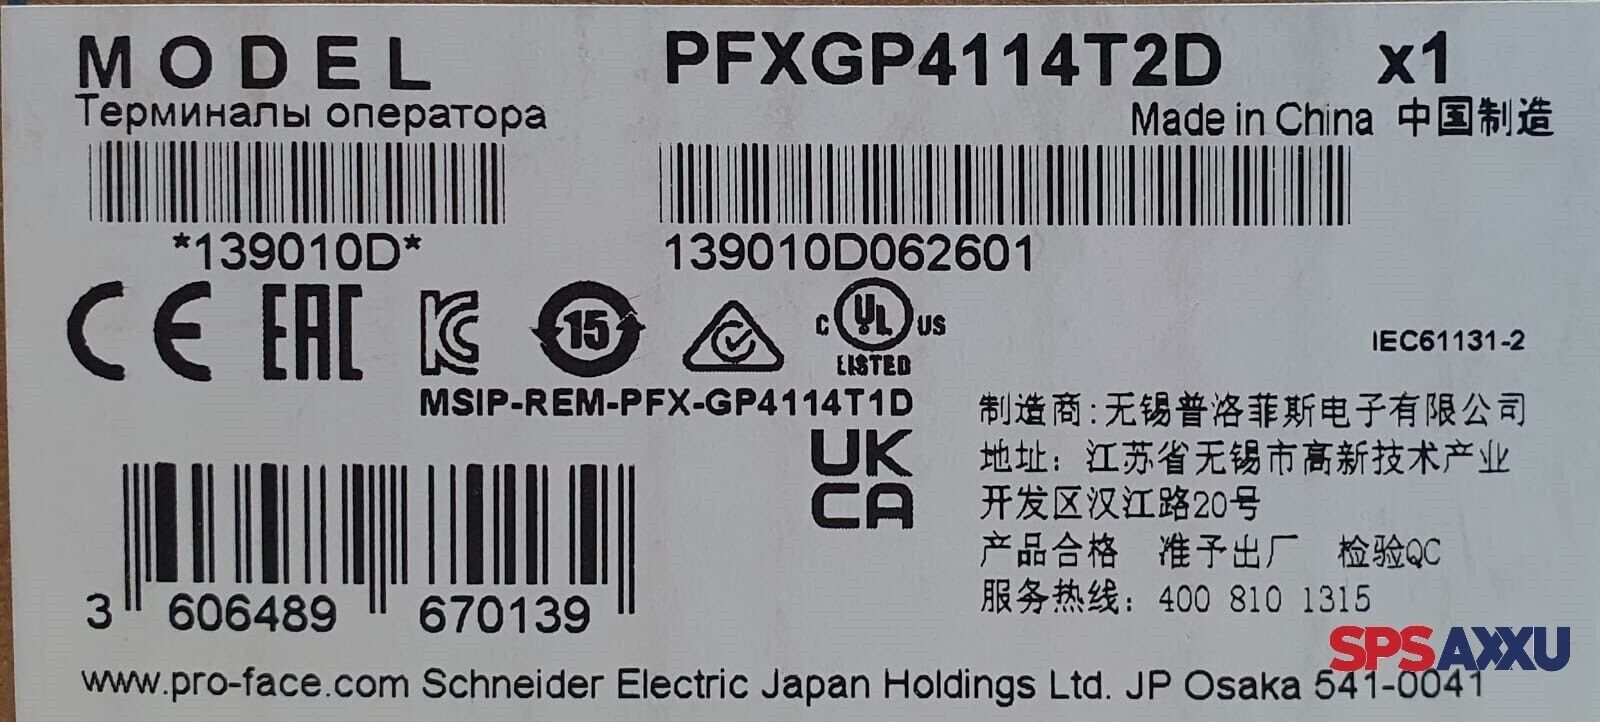 MODEL PFXGP4114T2D x1
Терминалы оператора Made in China 中国制造
*139010D* 139010D062601
CE EAC KC 15 C UL US
LISTED
IEC61131-2
MSIP-REM-PFX-GP4114T1D
UK
CA
制造商:无锡普洛菲斯电子有限公司
地址：江苏省无锡市高新技术产业
开发区汉江路20号
产品合格 准予出厂 检验QC
服务热线：400 810 1315
3 606489 670139
SPSAXXU
www.pro-face.com Schneider Electric Japan Holdings Ltd. JP Osaka 541-0041